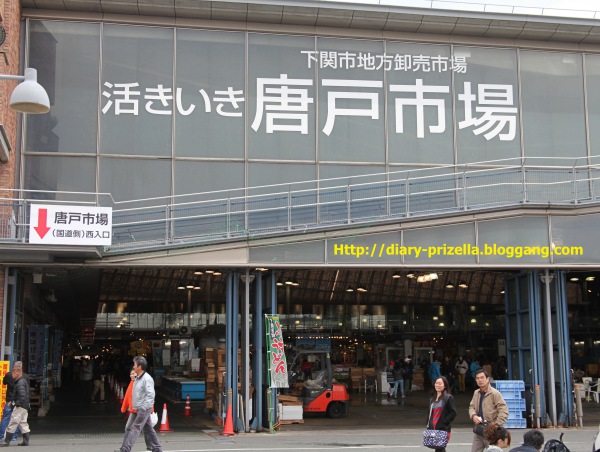 下関市地方卸売市場
活きいき唐戸市場
唐戸市場
（国道側）西入口
Http://diary-prizella.bloggang.com